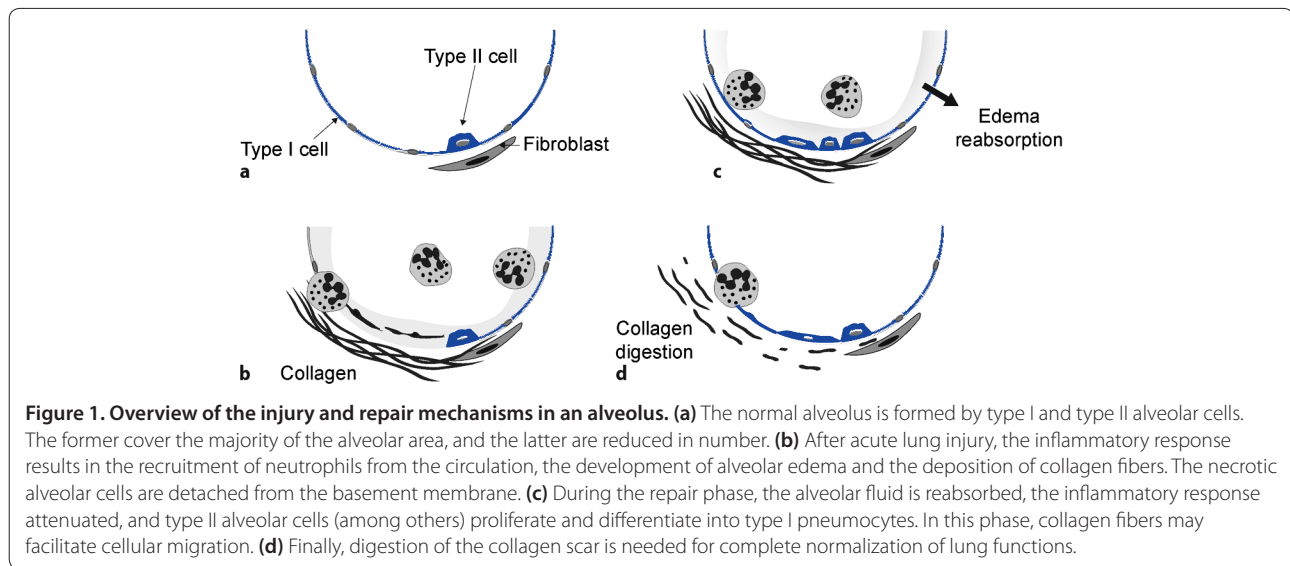 Type II cell
Type I cell
Fibroblast
a
Edema
reabsorption
c
Collagen
b
Collagen
digestion
d
Figure 1. Overview of the injury and repair mechanisms in an alveolus. (a) The normal alveolus is formed by type I and type II alveolar cells.
The former cover the majority of the alveolar area, and the latter are reduced in number. (b) After acute lung injury, the inflammatory response
results in the recruitment of neutrophils from the circulation, the development of alveolar edema and the deposition of collagen fibers. The necrotic
alveolar cells are detached from the basement membrane. (c) During the repair phase, the alveolar fluid is reabsorbed, the inflammatory response
attenuated, and type II alveolar cells (among others) proliferate and differentiate into type I pneumocytes. In this phase, collagen fibers may
facilitate cellular migration. (d) Finally, digestion of the collagen scar is needed for complete normalization of lung functions.